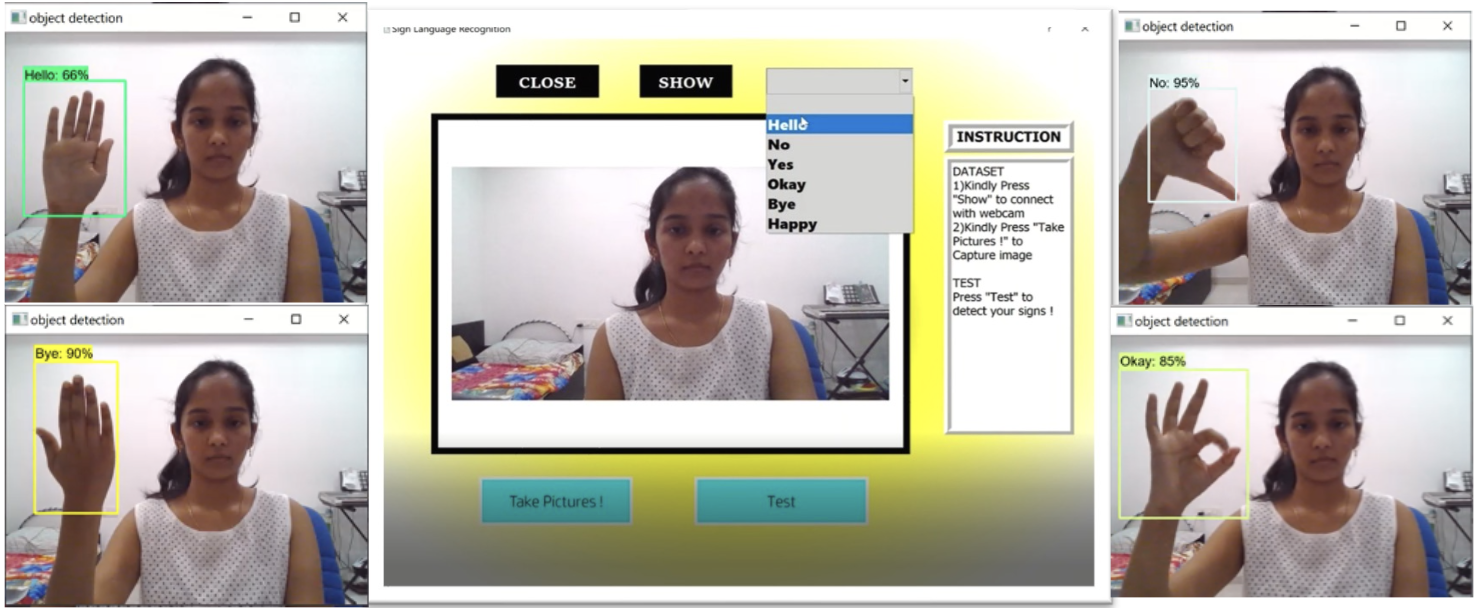 object detection
Hello: 66%
object detection
Bye: 90%
Sign Language Recognition
CLOSE
SHOW
Hello
No
Yes
Okay
Bye
Happy
INSTRUCTION
DATASET
1)Kindly Press
"Show" to connect
with webcam
2)Kindly Press "Take
Pictures !" to
Capture image
TEST
Press "Test" to
detect your signs !
Take Pictures !
Test
object detection
No: 95%
object detection
Okay: 85%